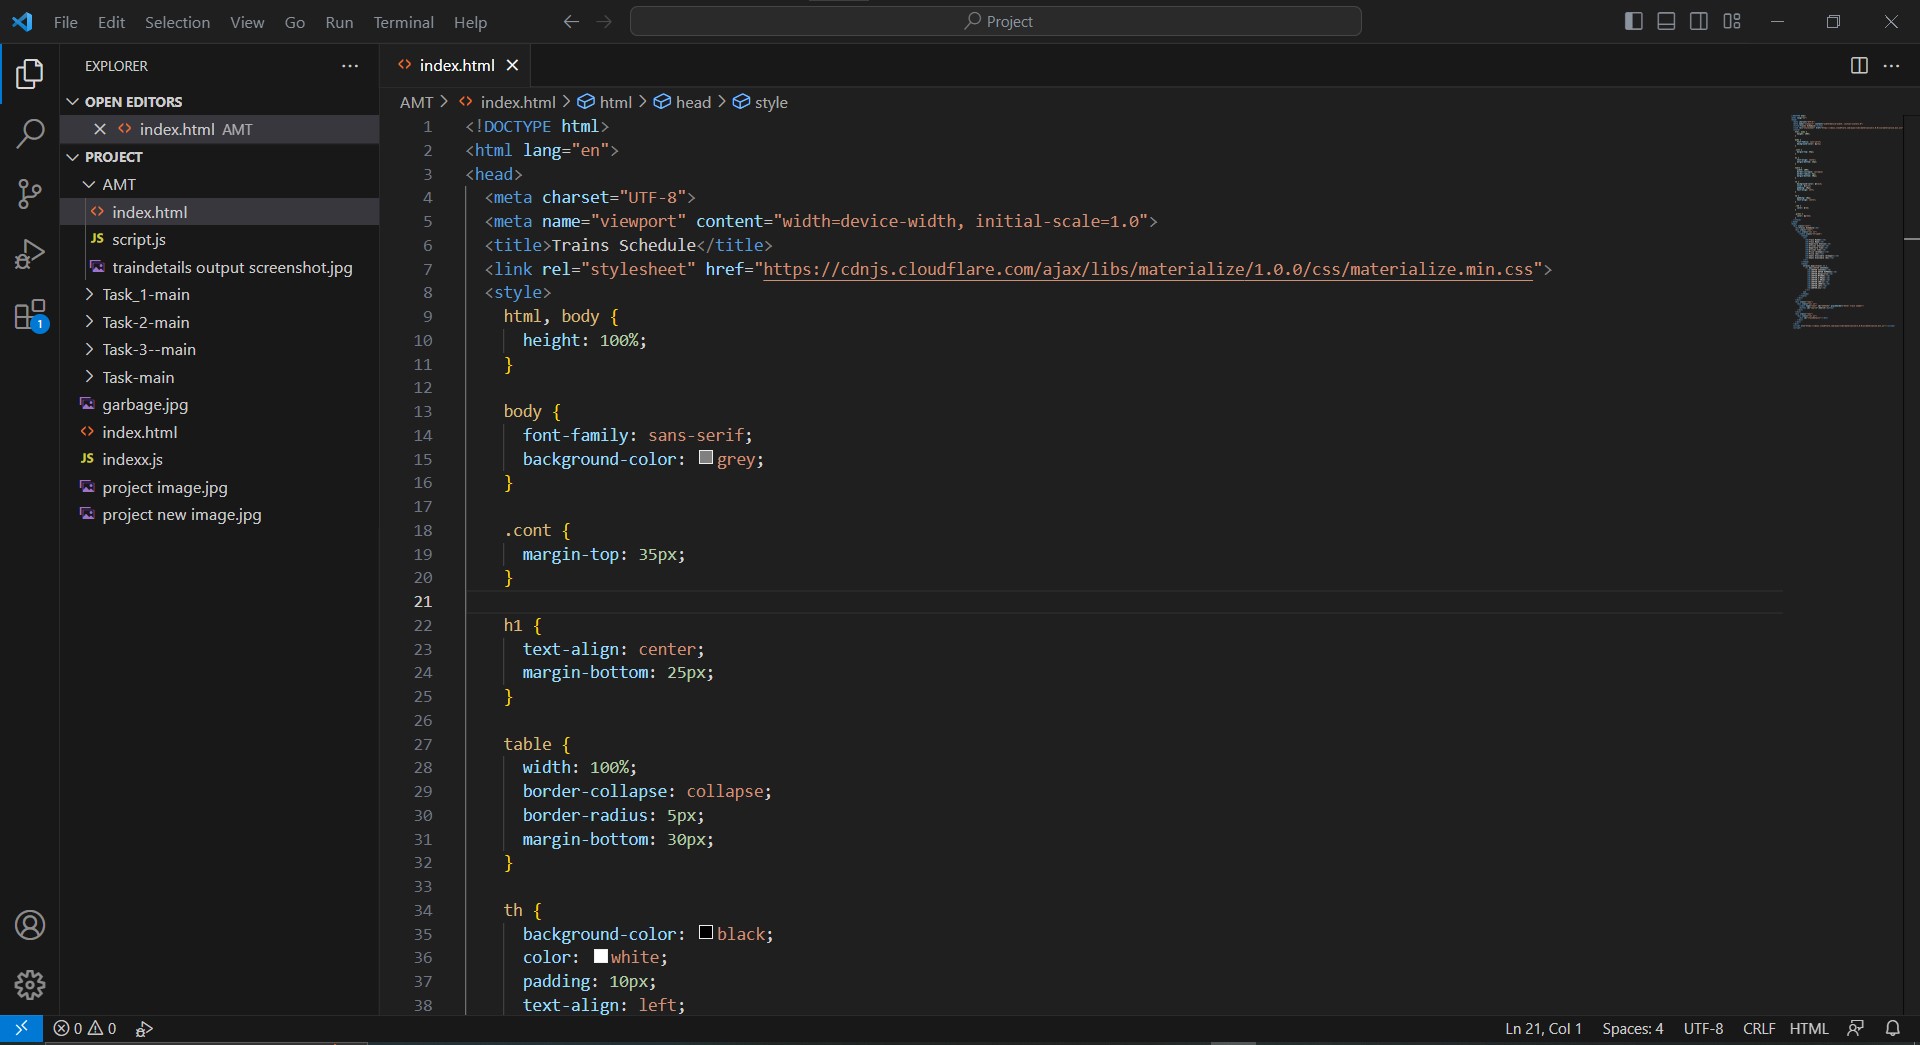 File Edit Selection View Go Run Terminal Help
Project
EXPLORER
OPEN EDITORS
index.html AMT
PROJECT
AMT
index.html
JS script.js
traindetails output screenshot.jpg
Task_1-main
Task-2-main
Task-3--main
Task-main
garbage.jpg
index.html
JS indexx.js
project image.jpg
project new image.jpg
1
index.html
AMT > index.html > html > head > style
1 <!DOCTYPE html>
2 <html lang="en">
3 <head>
4 <meta charset="UTF-8">
5 <meta name="viewport" content="width=device-width, initial-scale=1.0">
6 <title>Trains Schedule</title>
7 <link rel="stylesheet" href="https://cdnjs.cloudflare.com/ajax/libs/materialize/1.0.0/css/materialize.min.css">
8 <style>
9 html, body {
10 height: 100%;
11 }
12
13 body {
14 font-family: sans-serif;
15 background-color: grey;
16 }
17
18 .cont {
19 margin-top: 35px;
20 }
21
22 h1 {
23 text-align: center;
24 margin-bottom: 25px;
25 }
26
27 table {
28 width: 100%;
29 border-collapse: collapse;
30 border-radius: 5px;
31 margin-bottom: 30px;
32 }
33
34 th {
35 background-color: black;
36 color: white;
37 padding: 10px;
38 text-align: left;
0 0
Ln 21, Col 1 Spaces: 4 UTF-8 CRLF HTML